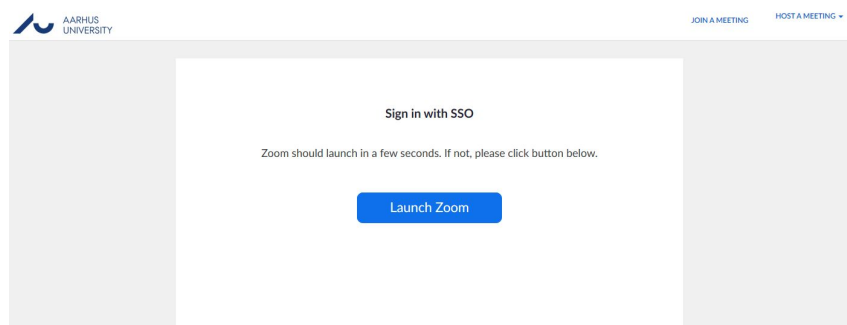 AARHUS
UNIVERSITY
JOIN A MEETING
HOST A MEETING
Sign in with SSO
Zoom should launch in a few seconds. If not, please click button below.
Launch Zoom